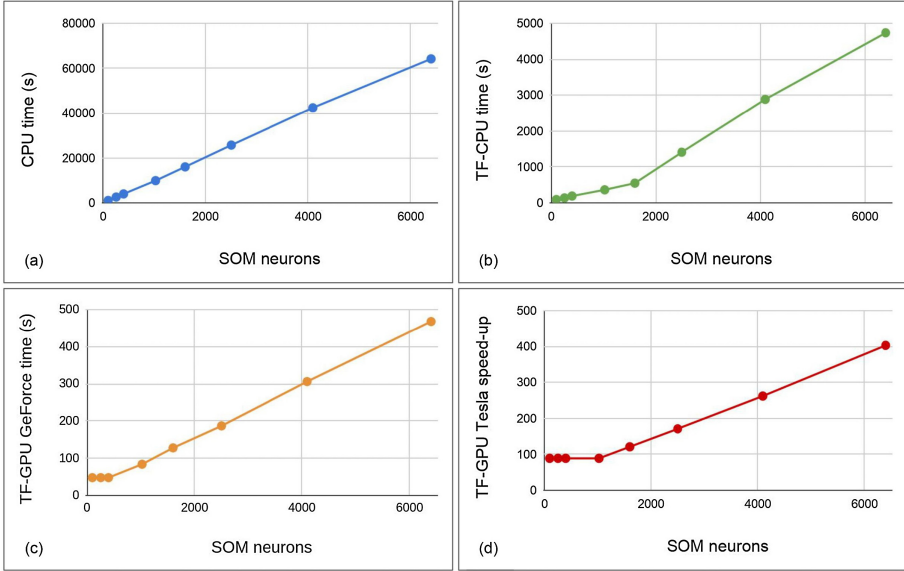 CPU time (s)
80000
60000
40000
20000
0
0 2000 4000 6000
SOM neurons
(a)
TF-CPU time (s)
5000
4000
3000
2000
1000
0
0 2000 4000 6000
SOM neurons
(b)
TF-GPU GeForce time (s)
500
400
300
200
100
0
0 2000 4000 6000
SOM neurons
(c)
TF-GPU Tesla speed-up
500
400
300
200
100
0
0 2000 4000 6000
SOM neurons
(d)